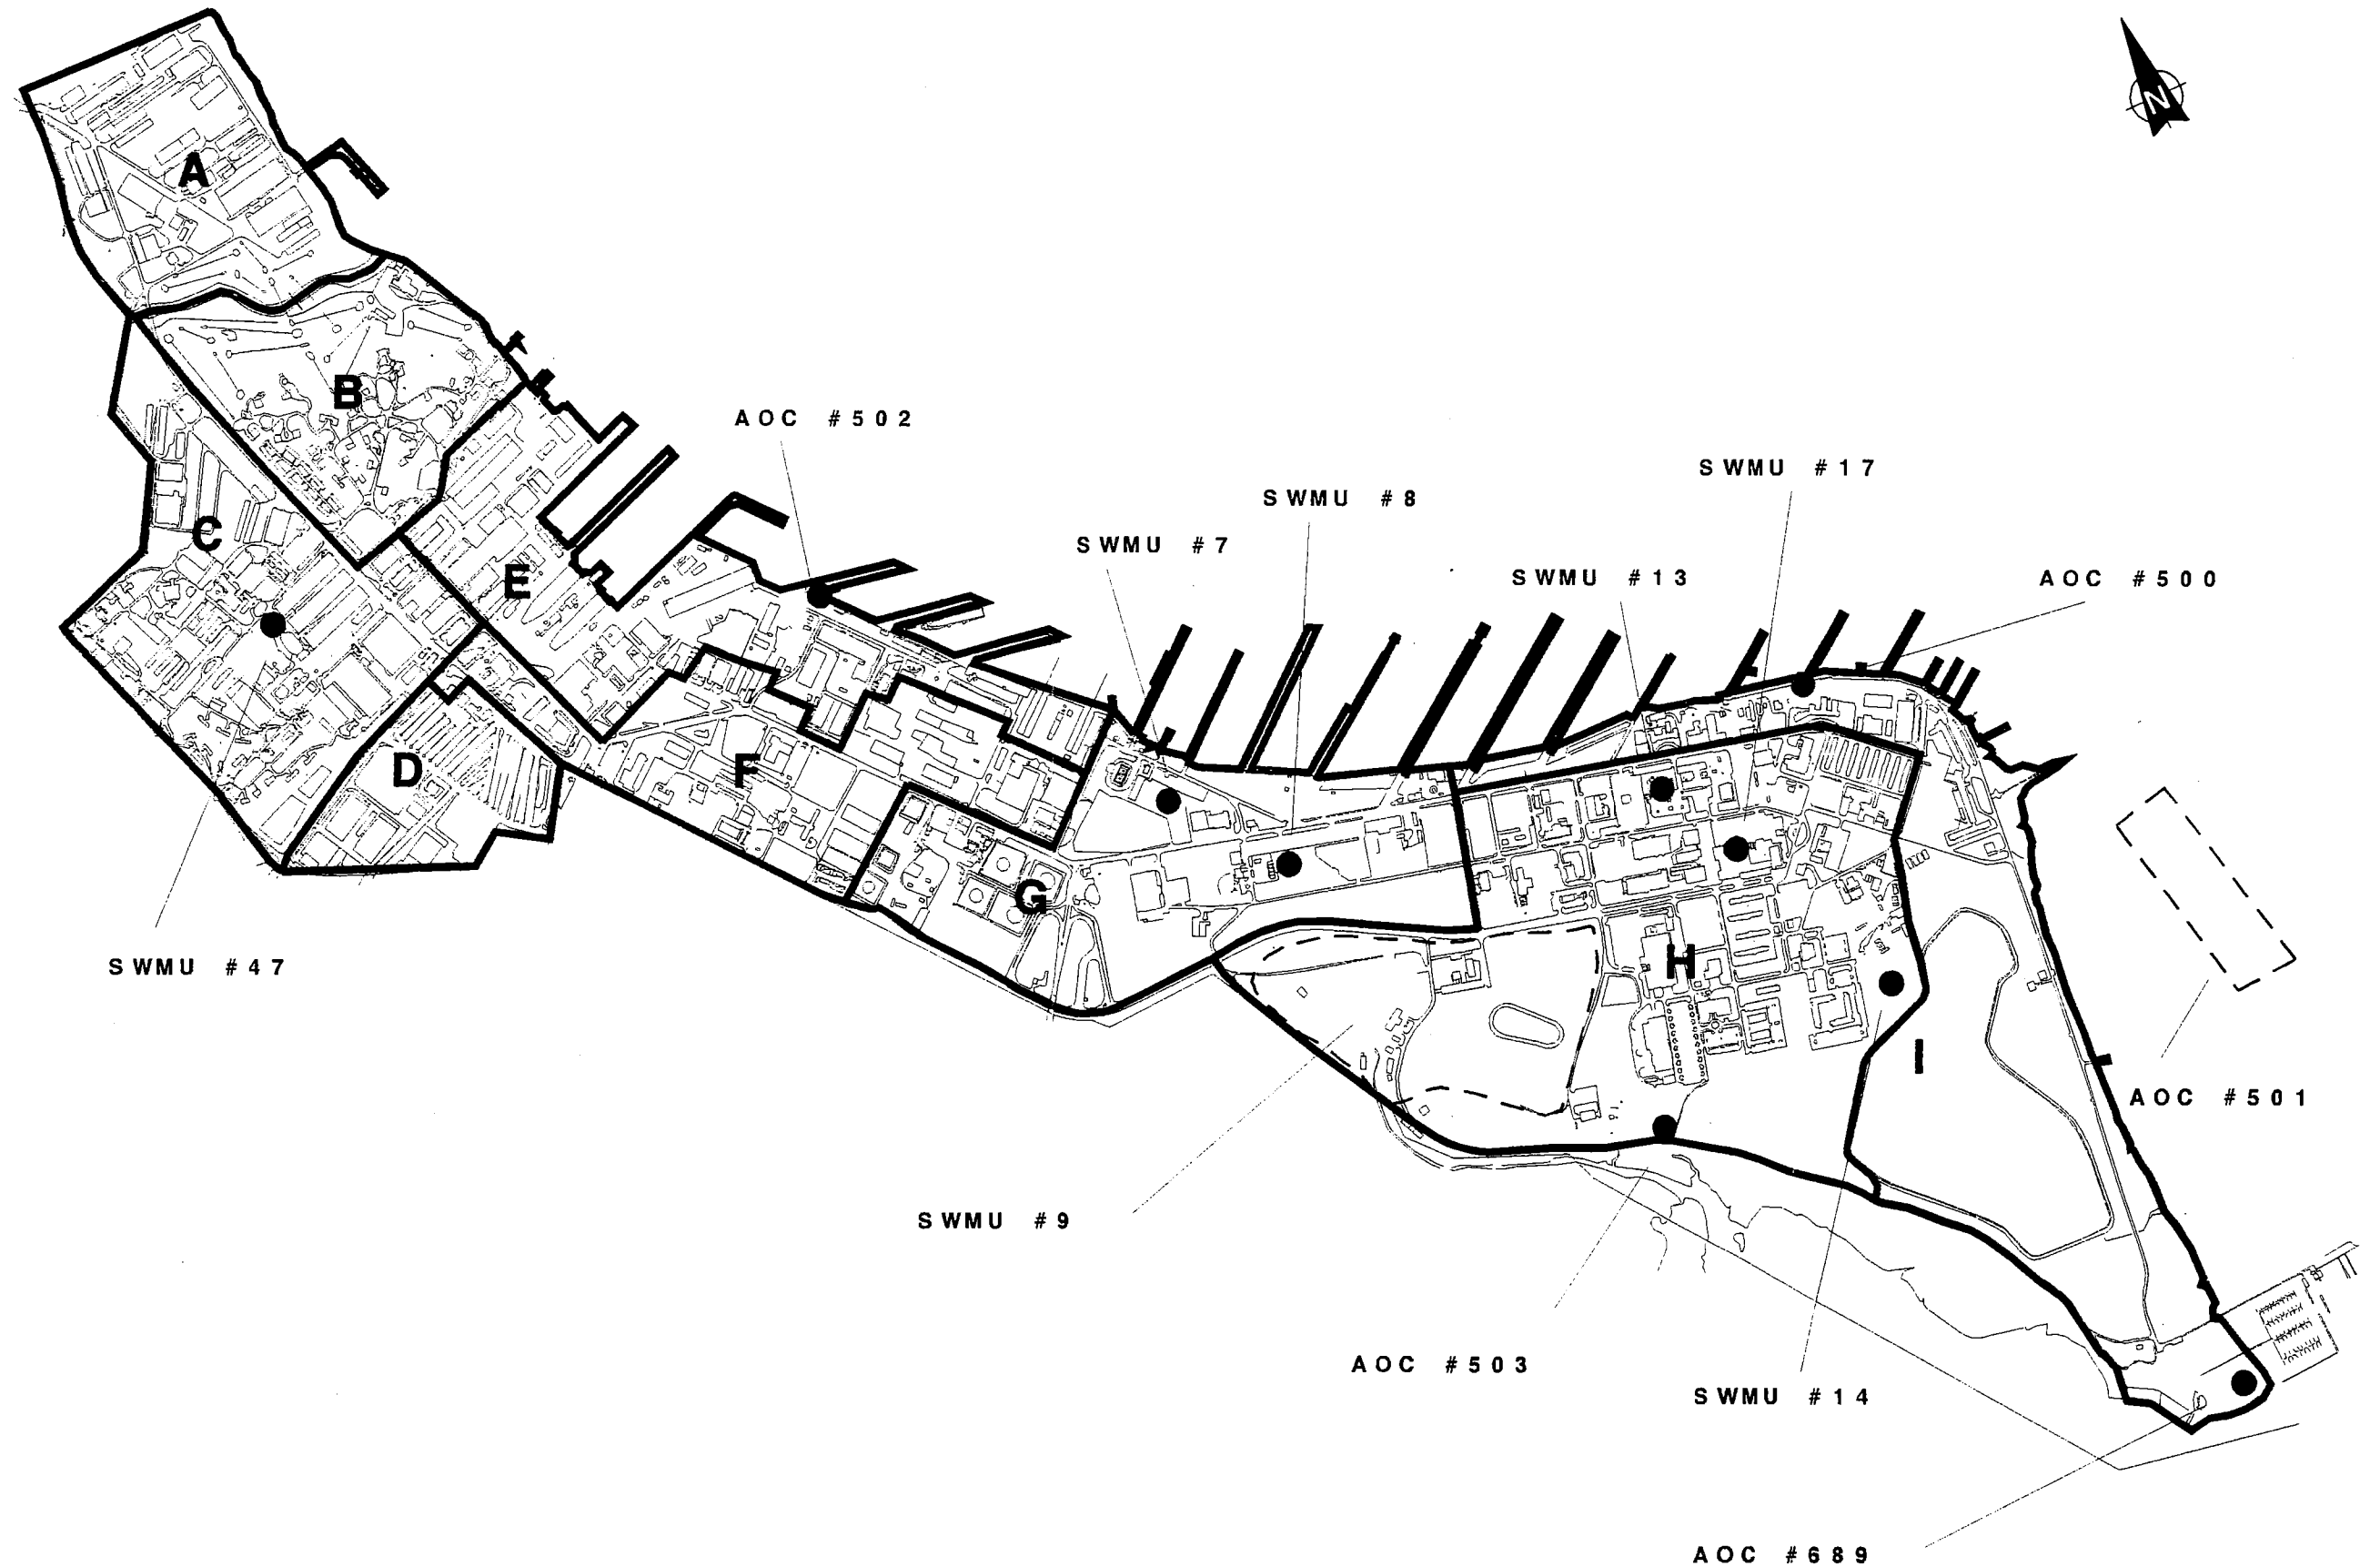 N
A
B
AOC #502
SWMU #17
SWMU #8
C
SWMU #7
E
SWMU #13
AOC #500
D
F
G
SWMU #47
H
I
AOC #501
SWMU #9
AOC #503
SWMU #14
AOC #689